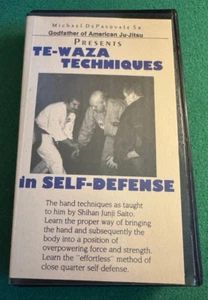 Michael DePasquale Sr.
Godfather of American Ju-Jitsu
PRESENTS
TE-WAZA
TECHNIQUES
in SELF-DEFENSE
The hand techniques as taught
to him by Shihan Junji Saito.
Learn the proper way of bringing
the hand and subsequently the
body into a position of
overpowering force and strength.
Learn the "effortless" method of
close quarter self defense.